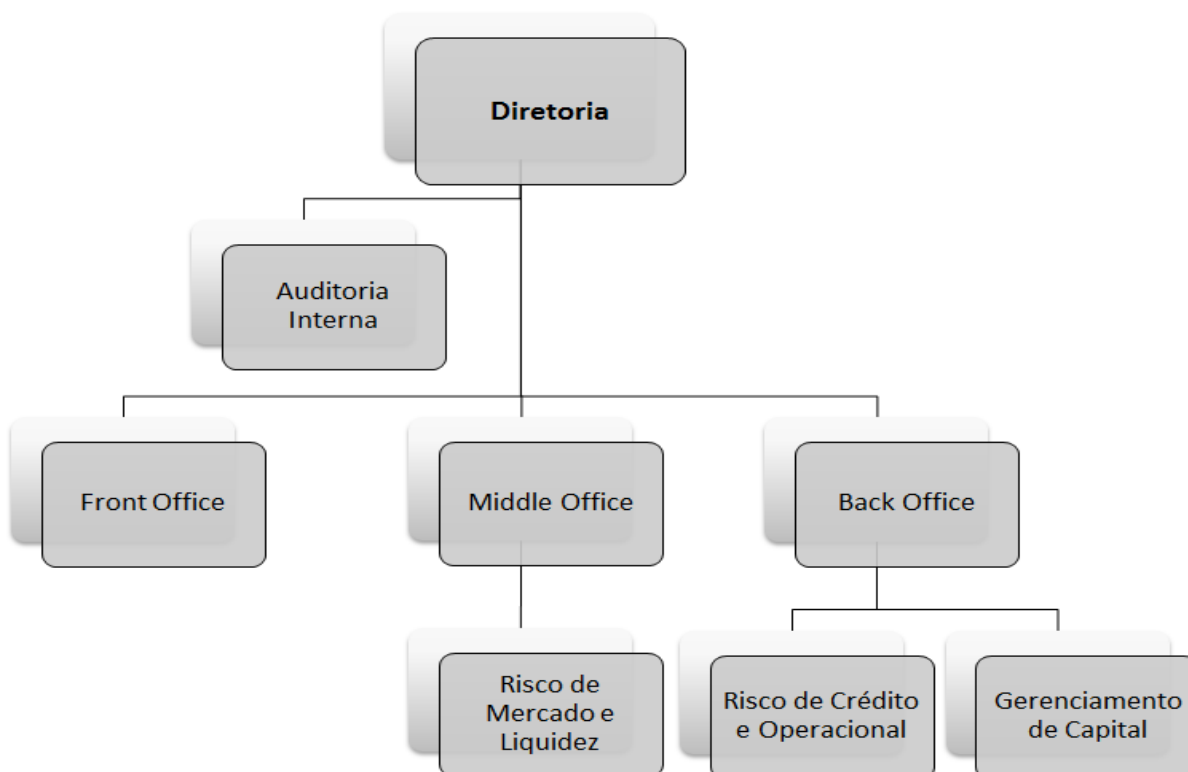 Diretoria
Auditoria
Interna
Front Office
Middle Office
Back Office
Risco de
Mercado e
Liquidez
Risco de Crédito
e Operacional
Gerenciamento
de Capital